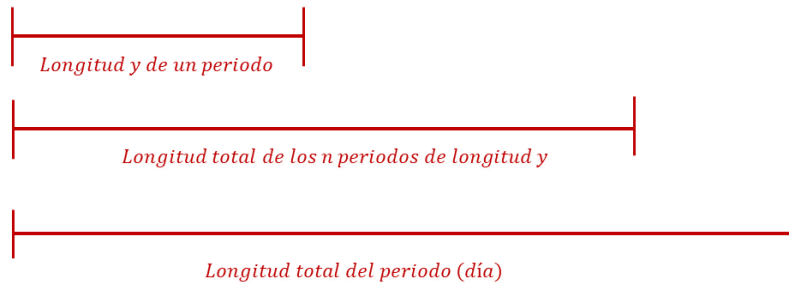 Longitud y de un periodo
Longitud total de los n periodos de longitud y
Longitud total del periodo (día)